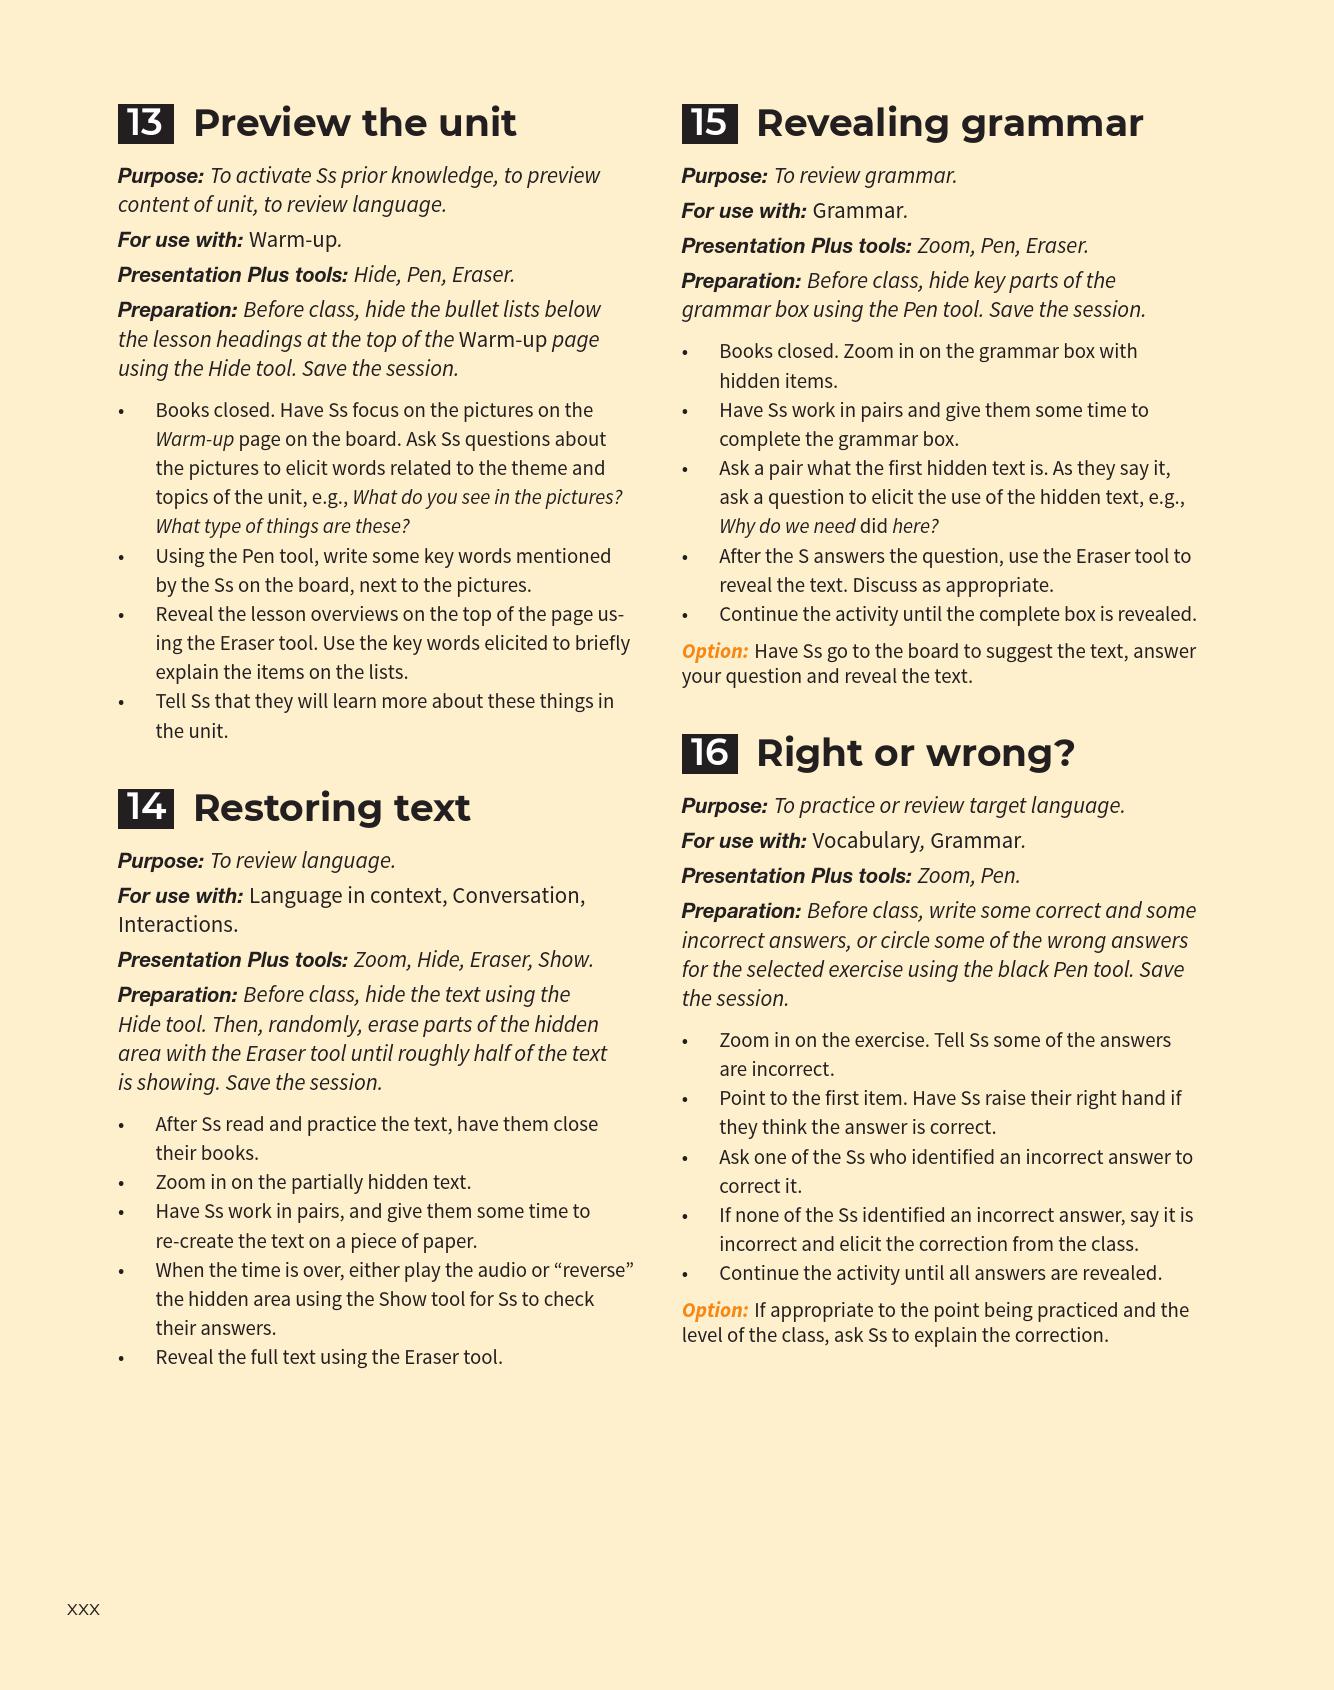 13 Preview the unit
Purpose: To activate Ss prior knowledge, to preview
content of unit, to review language.
For use with: Warm-up.
Presentation Plus tools: Hide, Pen, Eraser.
Preparation: Before class, hide the bullet lists below
the lesson headings at the top of the Warm-up page
using the Hide tool. Save the session.
• Books closed. Have Ss focus on the pictures on the
Warm-up page on the board. Ask Ss questions about
the pictures to elicit words related to the theme and
topics of the unit, e.g., What do you see in the pictures?
What type of things are these?
• Using the Pen tool, write some key words mentioned
by the Ss on the board, next to the pictures.
• Reveal the lesson overviews on the top of the page us-
ing the Eraser tool. Use the key words elicited to briefly
explain the items on the lists.
• Tell Ss that they will learn more about these things in
the unit.
14 Restoring text
Purpose: To review language.
For use with: Language in context, Conversation,
Interactions.
Presentation Plus tools: Zoom, Hide, Eraser, Show.
Preparation: Before class, hide the text using the
Hide tool. Then, randomly, erase parts of the hidden
area with the Eraser tool until roughly half of the text
is showing. Save the session.
• After Ss read and practice the text, have them close
their books.
• Zoom in on the partially hidden text.
• Have Ss work in pairs, and give them some time to
re-create the text on a piece of paper.
• When the time is over, either play the audio or “reverse”
the hidden area using the Show tool for Ss to check
their answers.
• Reveal the full text using the Eraser tool.
15 Revealing grammar
Purpose: To review grammar.
For use with: Grammar.
Presentation Plus tools: Zoom, Pen, Eraser.
Preparation: Before class, hide key parts of the
grammar box using the Pen tool. Save the session.
• Books closed. Zoom in on the grammar box with
hidden items.
• Have Ss work in pairs and give them some time to
complete the grammar box.
• Ask a pair what the first hidden text is. As they say it,
ask a question to elicit the use of the hidden text, e.g.,
Why do we need did here?
• After the S answers the question, use the Eraser tool to
reveal the text. Discuss as appropriate.
• Continue the activity until the complete box is revealed.
Option: Have Ss go to the board to suggest the text, answer
your question and reveal the text.
16 Right or wrong?
Purpose: To practice or review target language.
For use with: Vocabulary, Grammar.
Presentation Plus tools: Zoom, Pen.
Preparation: Before class, write some correct and some
incorrect answers, or circle some of the wrong answers
for the selected exercise using the black Pen tool. Save
the session.
• Zoom in on the exercise. Tell Ss some of the answers
are incorrect.
• Point to the first item. Have Ss raise their right hand if
they think the answer is correct.
• Ask one of the Ss who identified an incorrect answer to
correct it.
• If none of the Ss identified an incorrect answer, say it is
incorrect and elicit the correction from the class.
• Continue the activity until all answers are revealed.
Option: If appropriate to the point being practiced and the
level of the class, ask Ss to explain the correction.
XXX